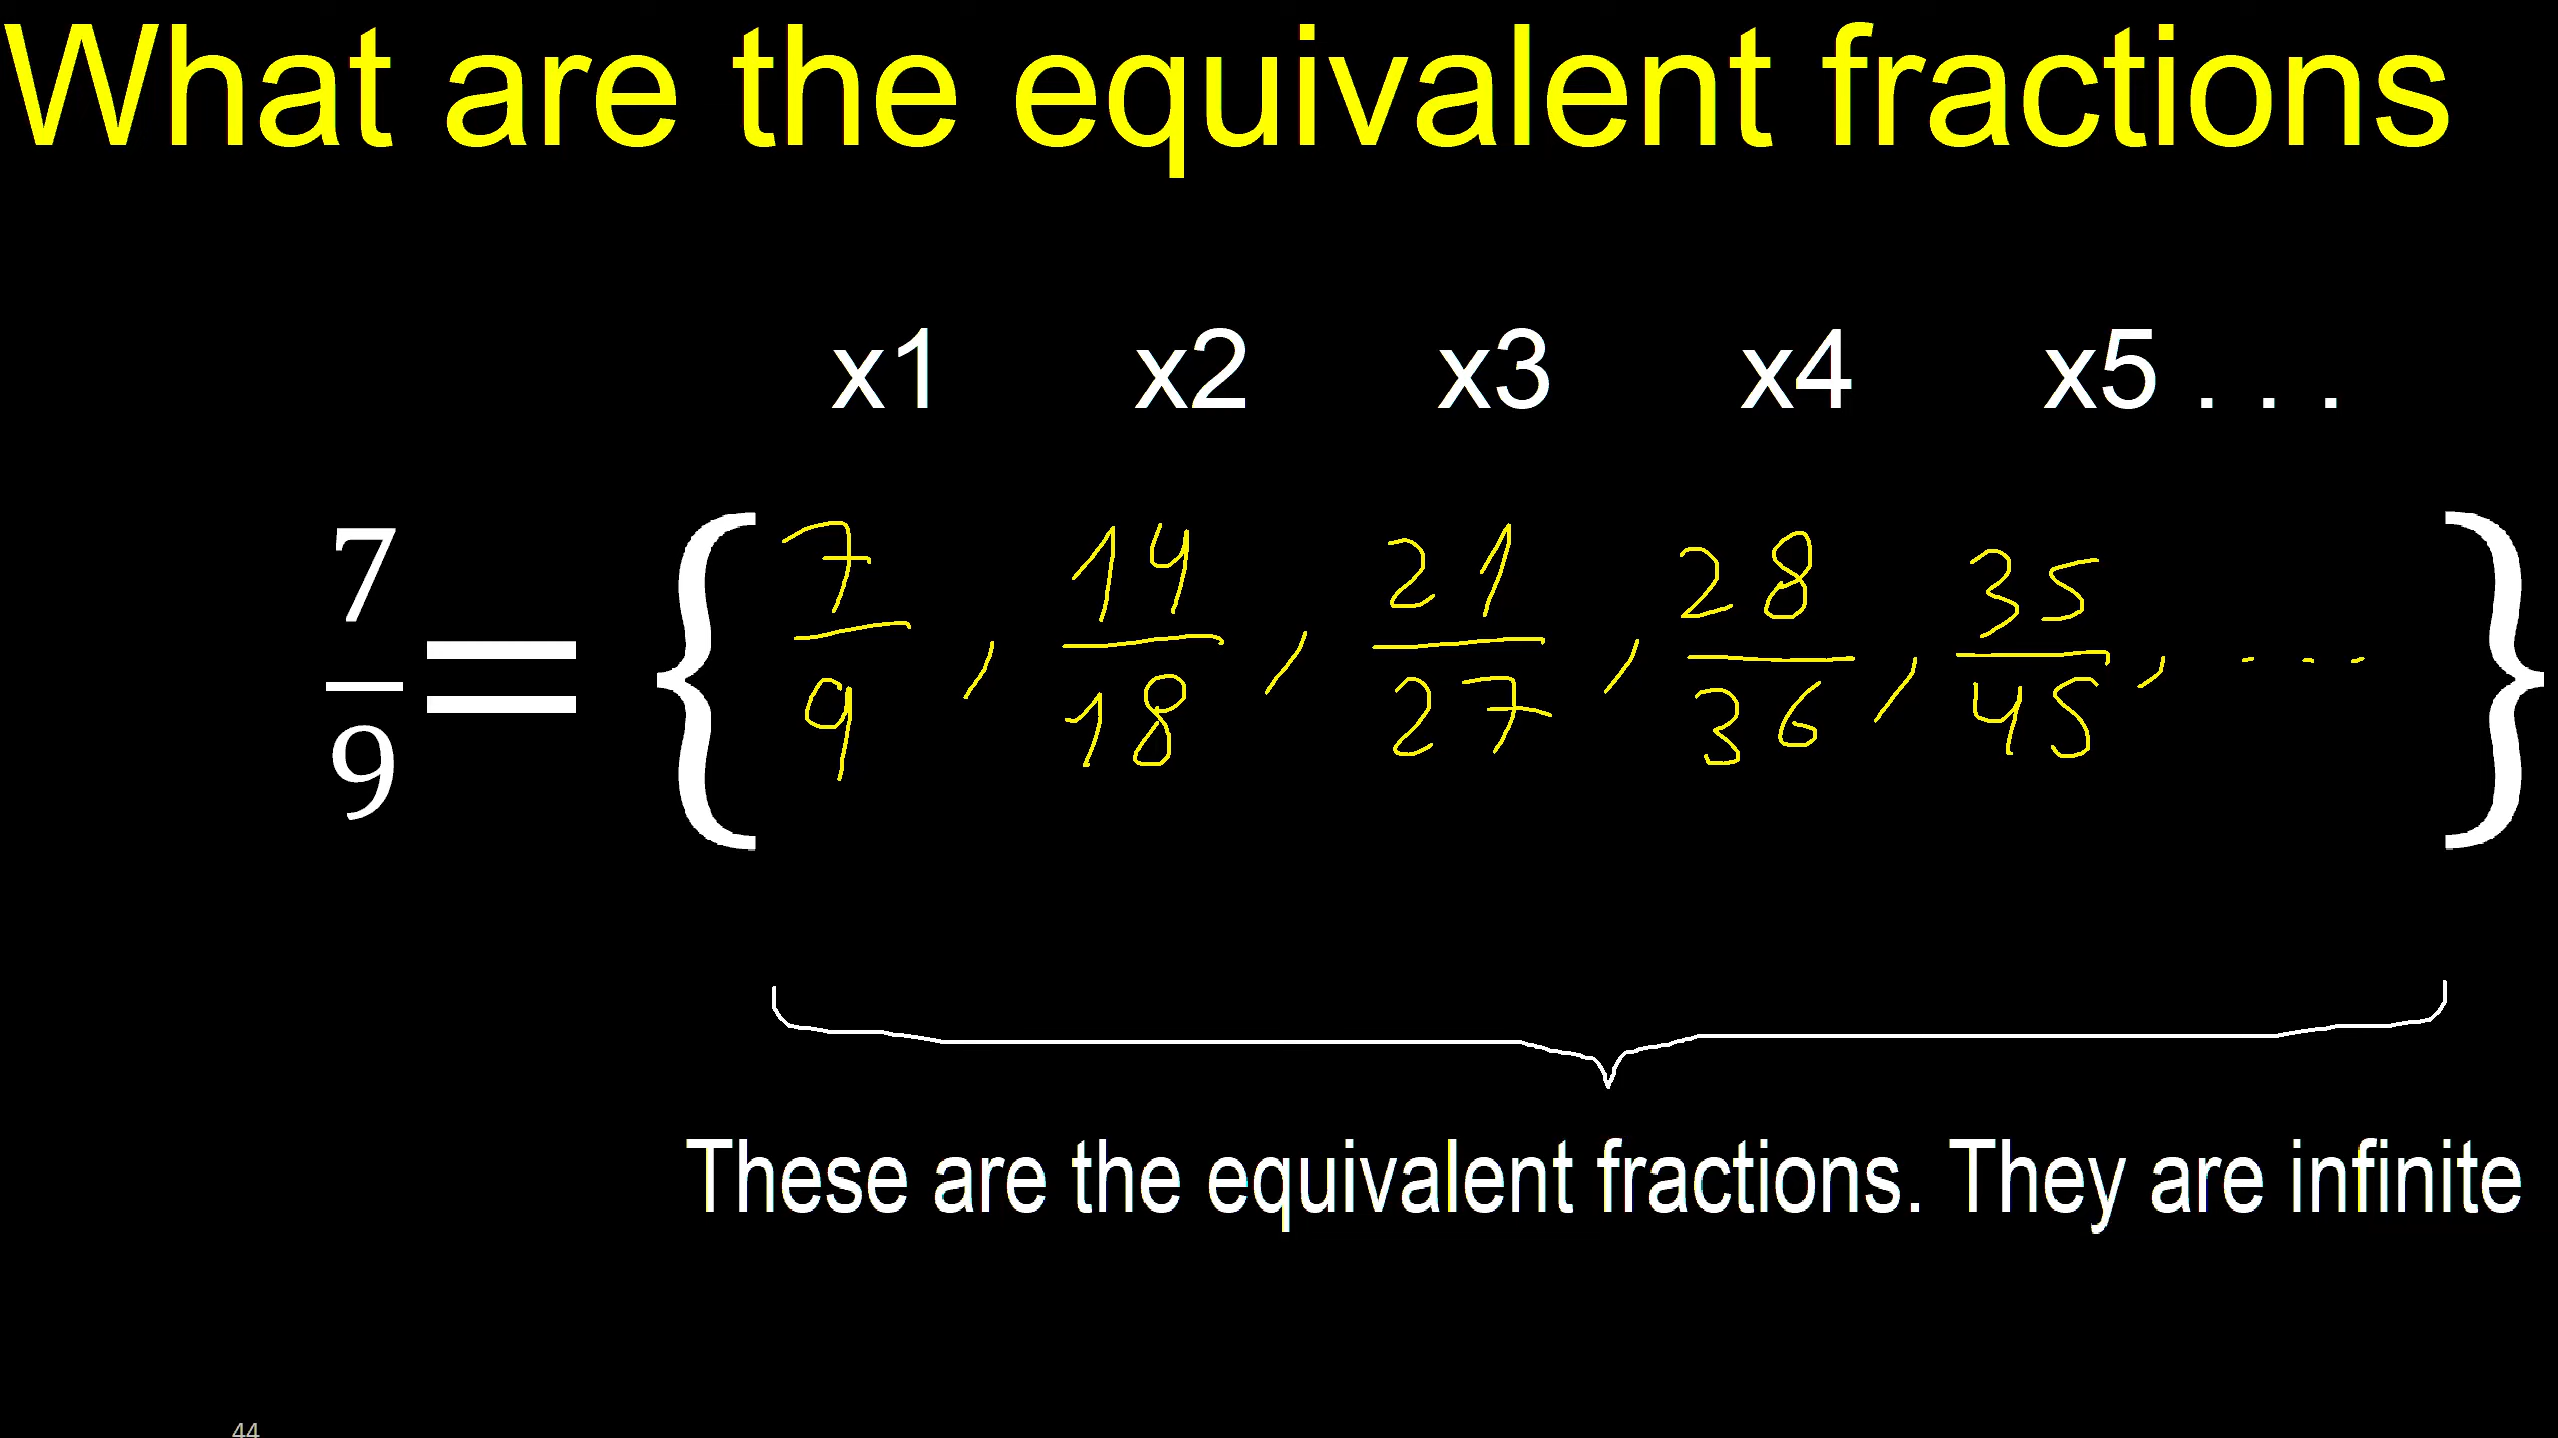 What are the equivalent fractions
x1 x2 x3 x4 x5 . . .
7/9 = { 7/9 , 14/18 , 21/27 , 28/36 , 35/45 , ... }
These are the equivalent fractions. They are infinite
44